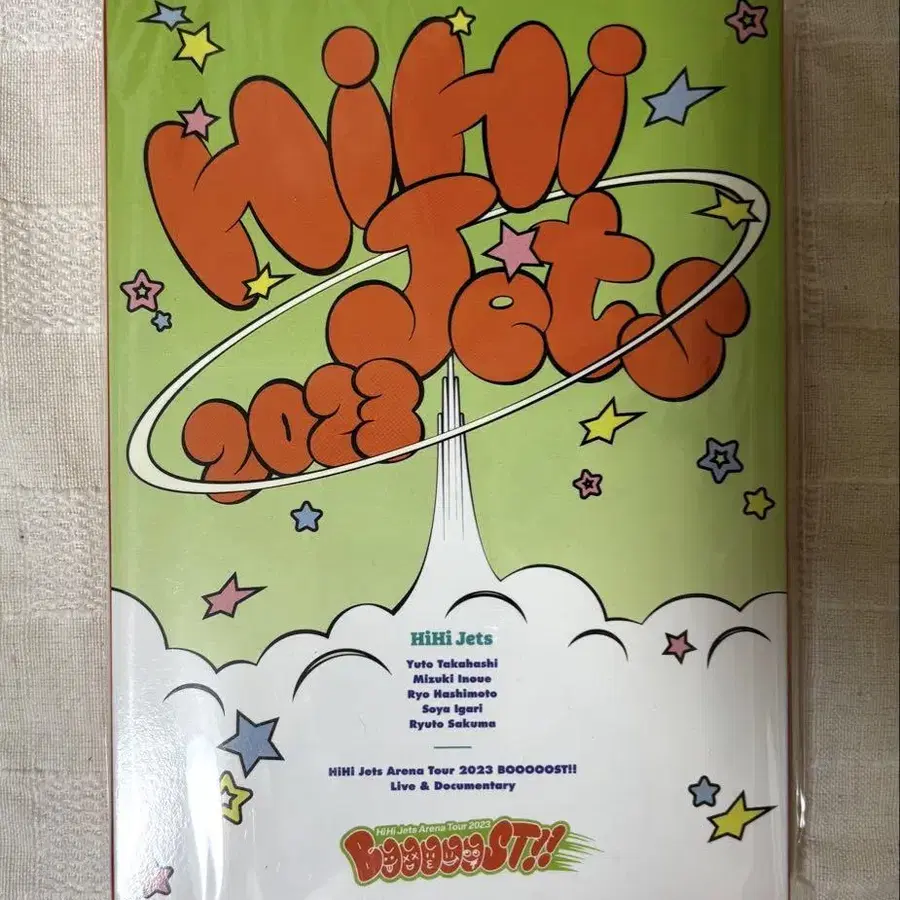 HiHi
Jets
2023
HiHi Jets
Yuto Takahashi
Mizuki Inoue
Ryo Hashimoto
Soya Igari
Ryuto Sakuma
HiHi Jets Arena Tour 2023 BOOOOOST!!
Live & Documentary
HiHi Jets Arena Tour 2023
BOOOOOST!!